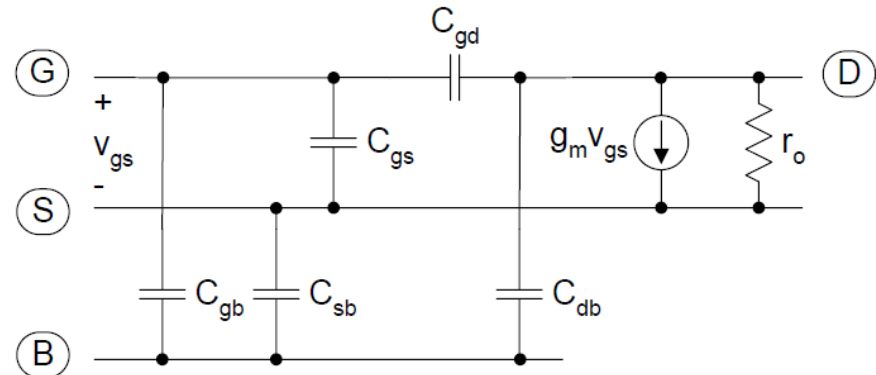 C_gd
G
D
+
v_gs
-
C_gs
g_m v_gs
r_o
S
C_gb
C_sb
C_db
B